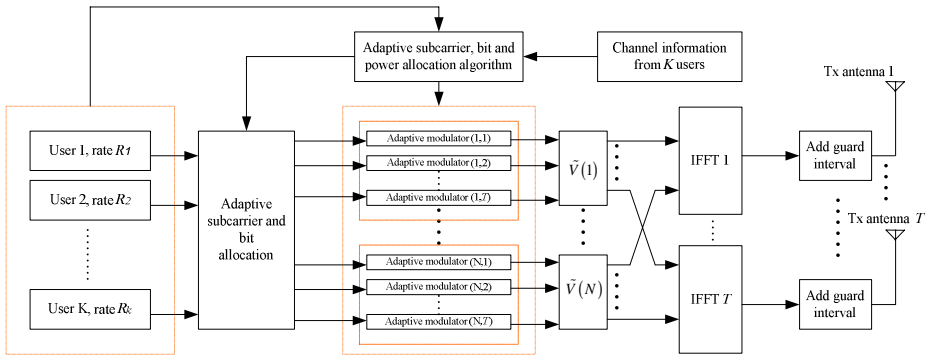 Adaptive subcarrier, bit and
power allocation algorithm
Channel information
from K users
Tx antenna 1
User 1, rate R1
User 2, rate R2
User K, rate Rk
Adaptive
subcarrier and
bit
allocation
Adaptive modulator (1,1)
Adaptive modulator (1,2)
Adaptive modulator (1,T)
Adaptive modulator (N,1)
Adaptive modulator (N,2)
Adaptive modulator (N,T)
Ṽ(1)
Ṽ(N)
IFFT 1
IFFT T
Add guard
interval
Tx antenna T
Add guard
interval